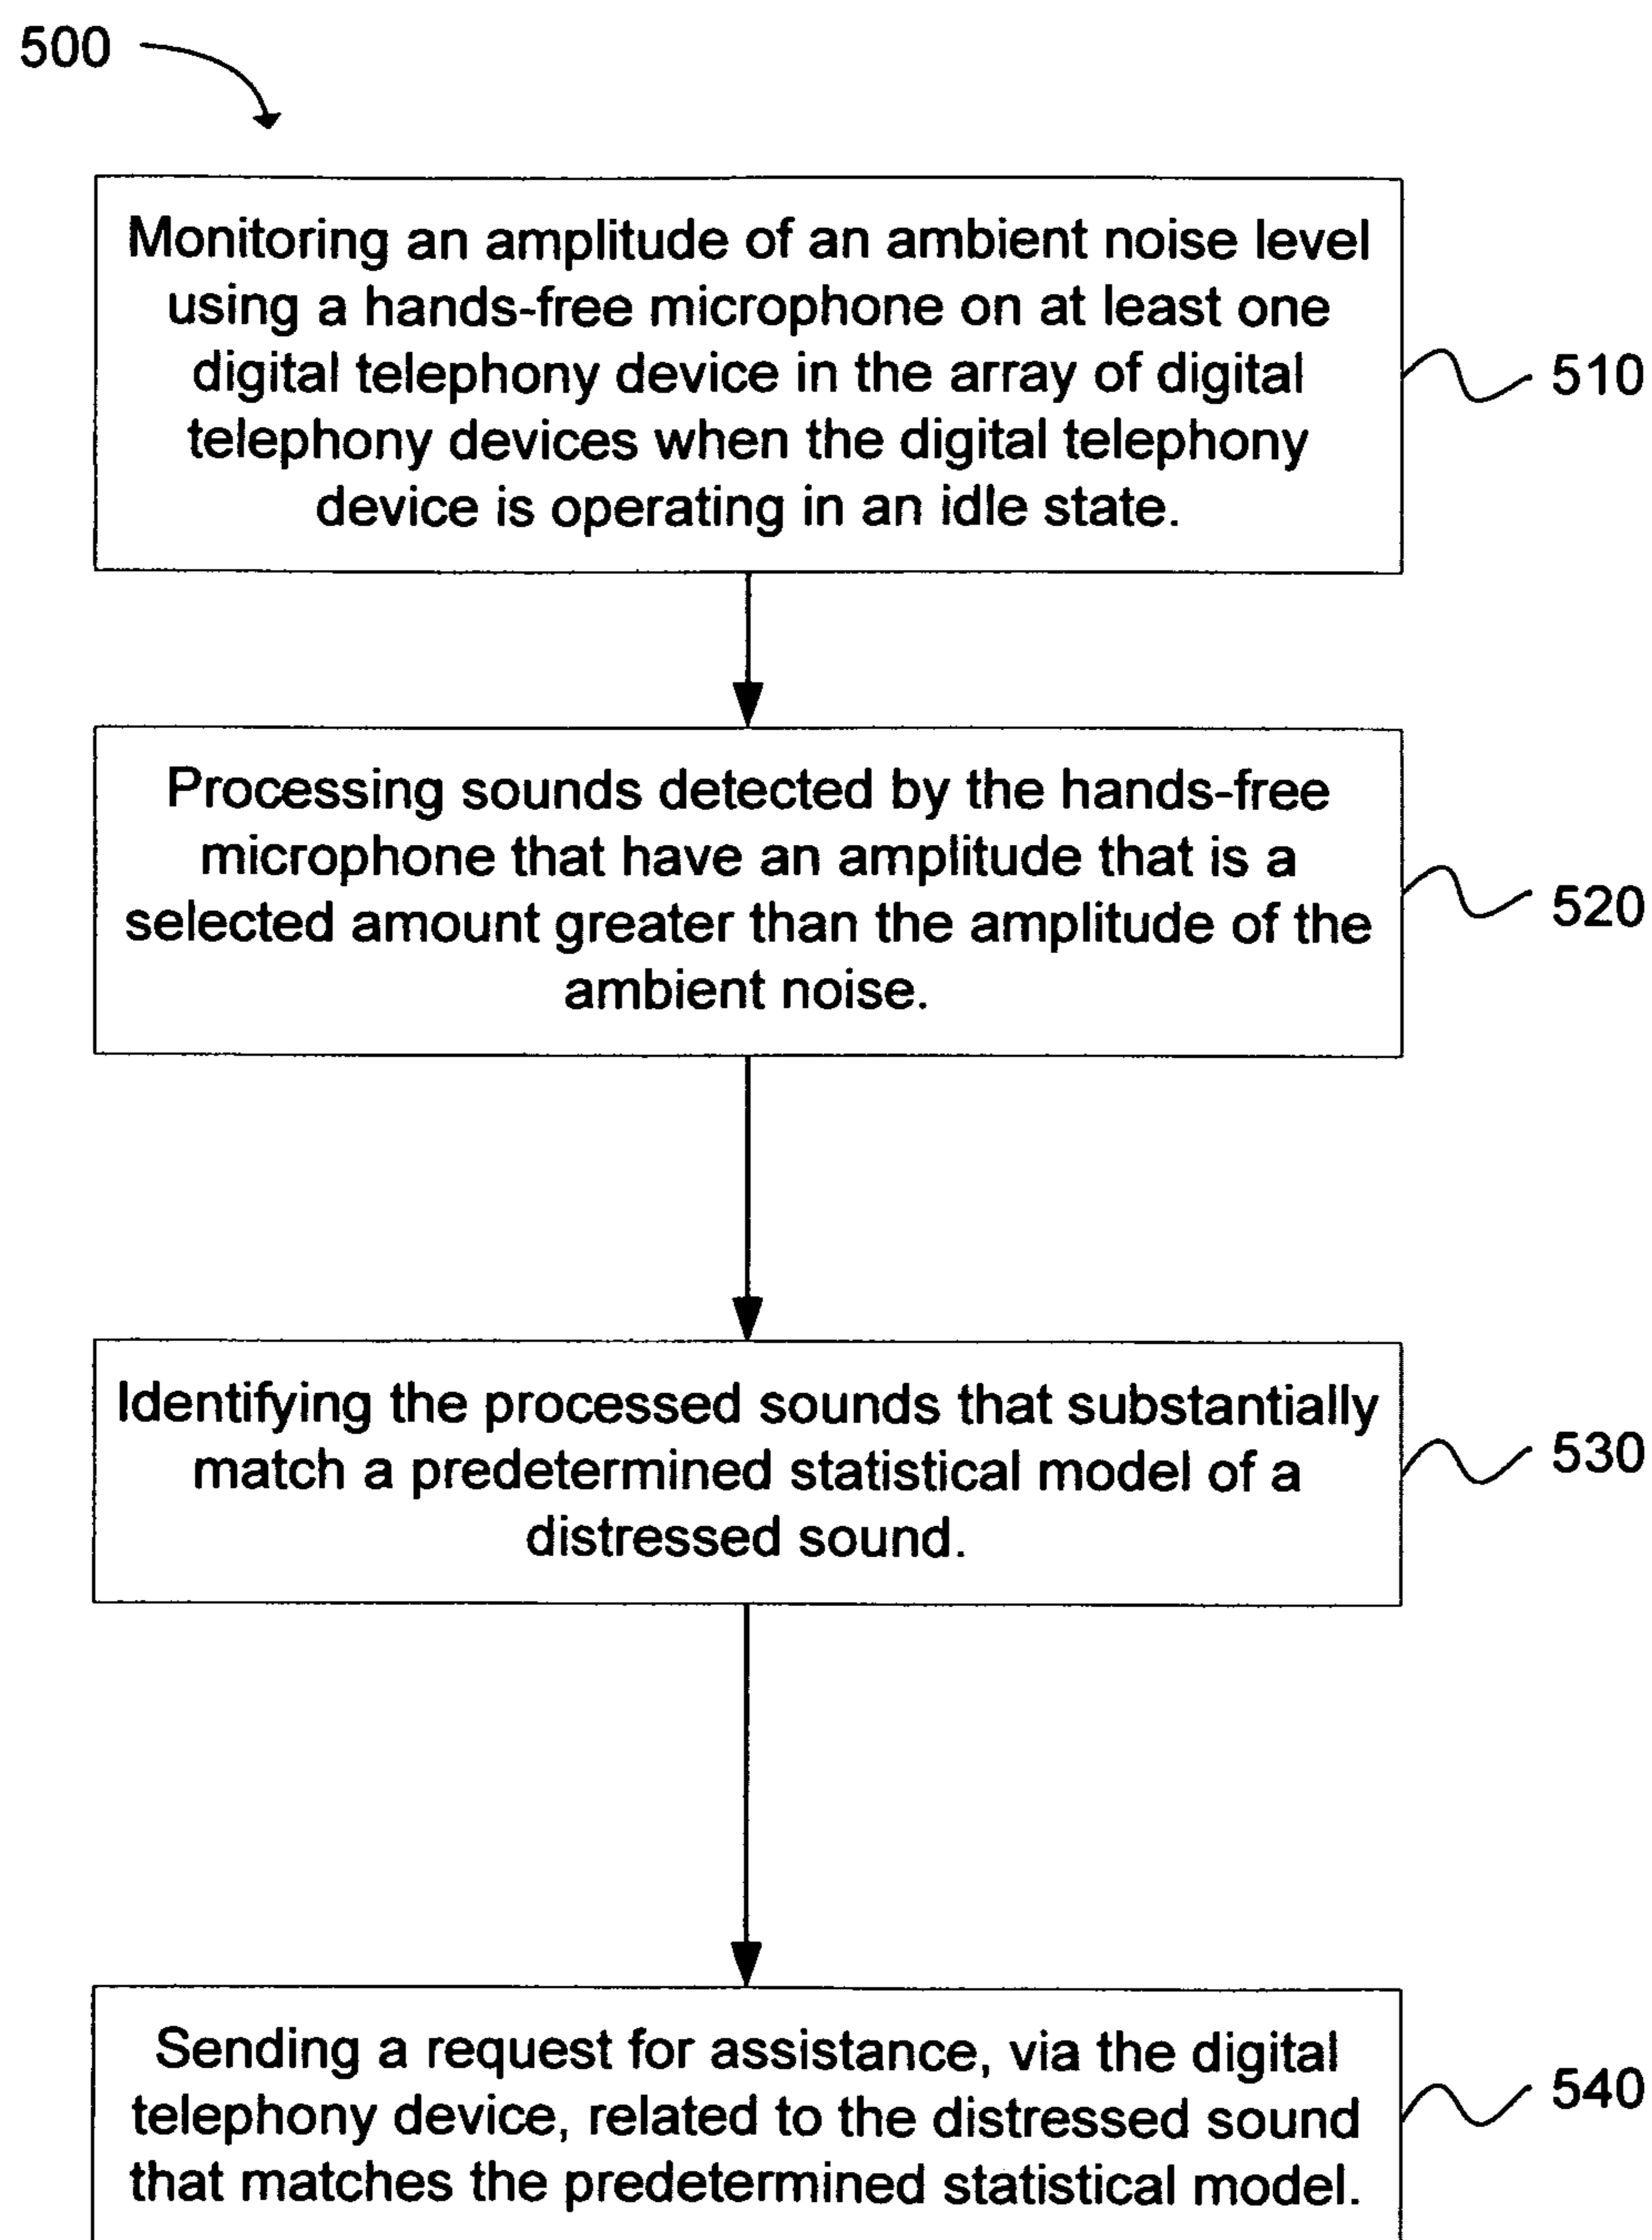 500
Monitoring an amplitude of an ambient noise level
using a hands-free microphone on at least one
digital telephony device in the array of digital
telephony devices when the digital telephony
device is operating in an idle state.
510
Processing sounds detected by the hands-free
microphone that have an amplitude that is a
selected amount greater than the amplitude of the
ambient noise.
520
Identifying the processed sounds that substantially
match a predetermined statistical model of a
distressed sound.
530
Sending a request for assistance, via the digital
telephony device, related to the distressed sound
that matches the predetermined statistical model.
540